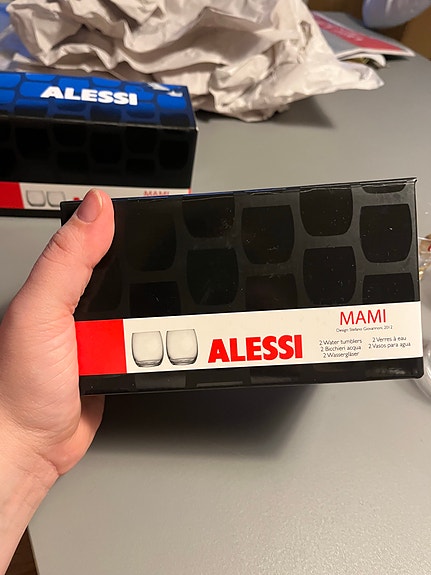 ALESSI
MAMI
MAMI
Design Stefano Giovannoni 2012
ALESSI
2 Water tumblers
2 Bicchieri acqua
2 Wassergläser
2 Verres à eau
2 Vasos para agua